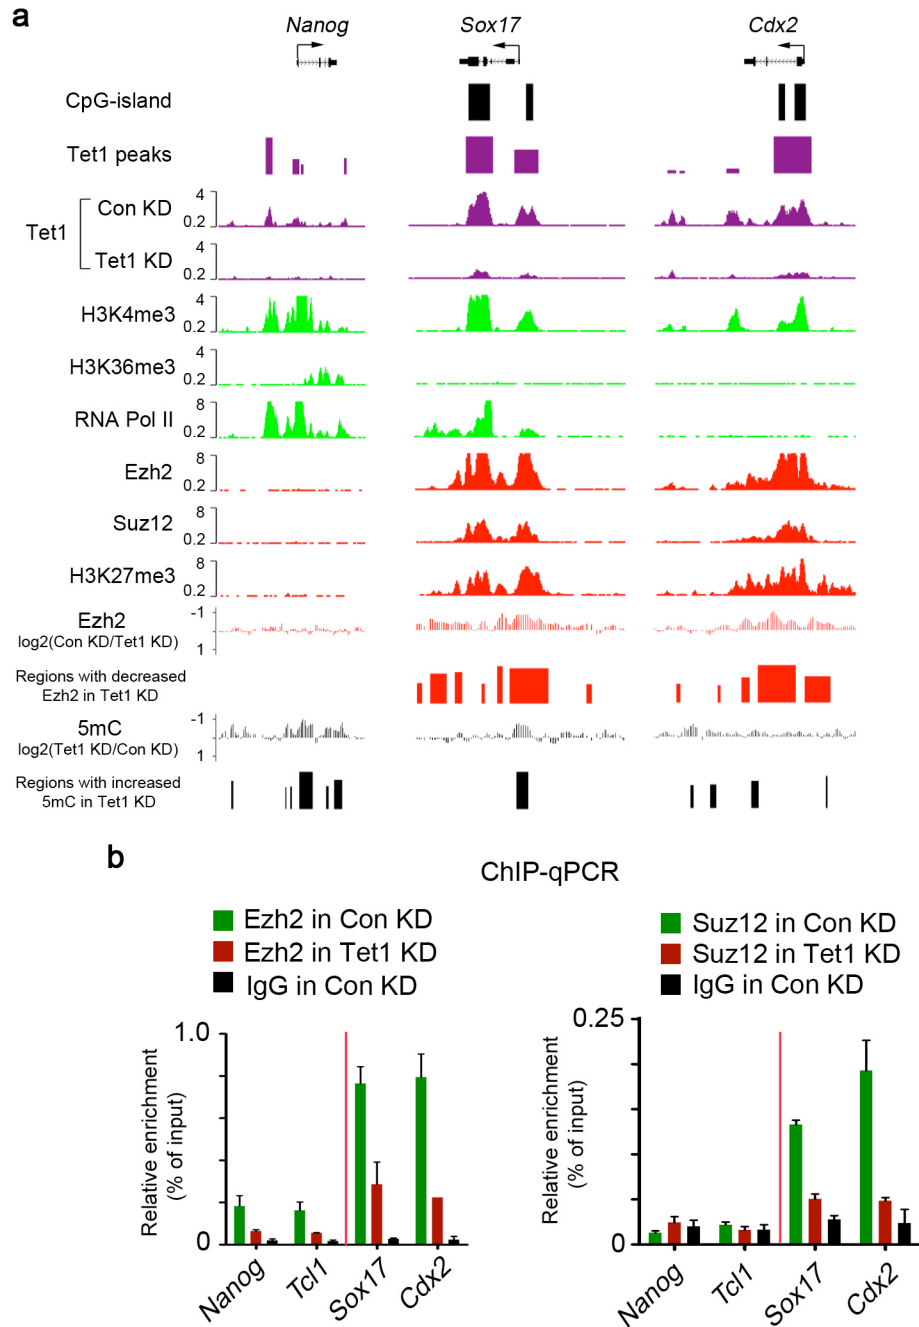 a
Nanog Sox17 Cdx2
CpG-island
Tet1 peaks
Tet1
Con KD 4 0.2
Tet1 KD 4 0.2
H3K4me3 4 0.2
H3K36me3 4 0.2
RNA Pol II 8 0.2
Ezh2 8 0.2
Suz12 8 0.2
H3K27me3 8 0.2
Ezh2 -1
log2(Con KD/Tet1 KD) 1
Regions with decreased
Ezh2 in Tet1 KD
5mC -1
log2(Tet1 KD/Con KD) 1
Regions with increased
5mC in Tet1 KD
b
ChIP-qPCR
Ezh2 in Con KD
Ezh2 in Tet1 KD
IgG in Con KD
1.0
0
Relative enrichment
(% of input)
Nanog Tcl1 Sox17 Cdx2
Suz12 in Con KD
Suz12 in Tet1 KD
IgG in Con KD
0.25
0
Relative enrichment
(% of input)
Nanog Tcl1 Sox17 Cdx2